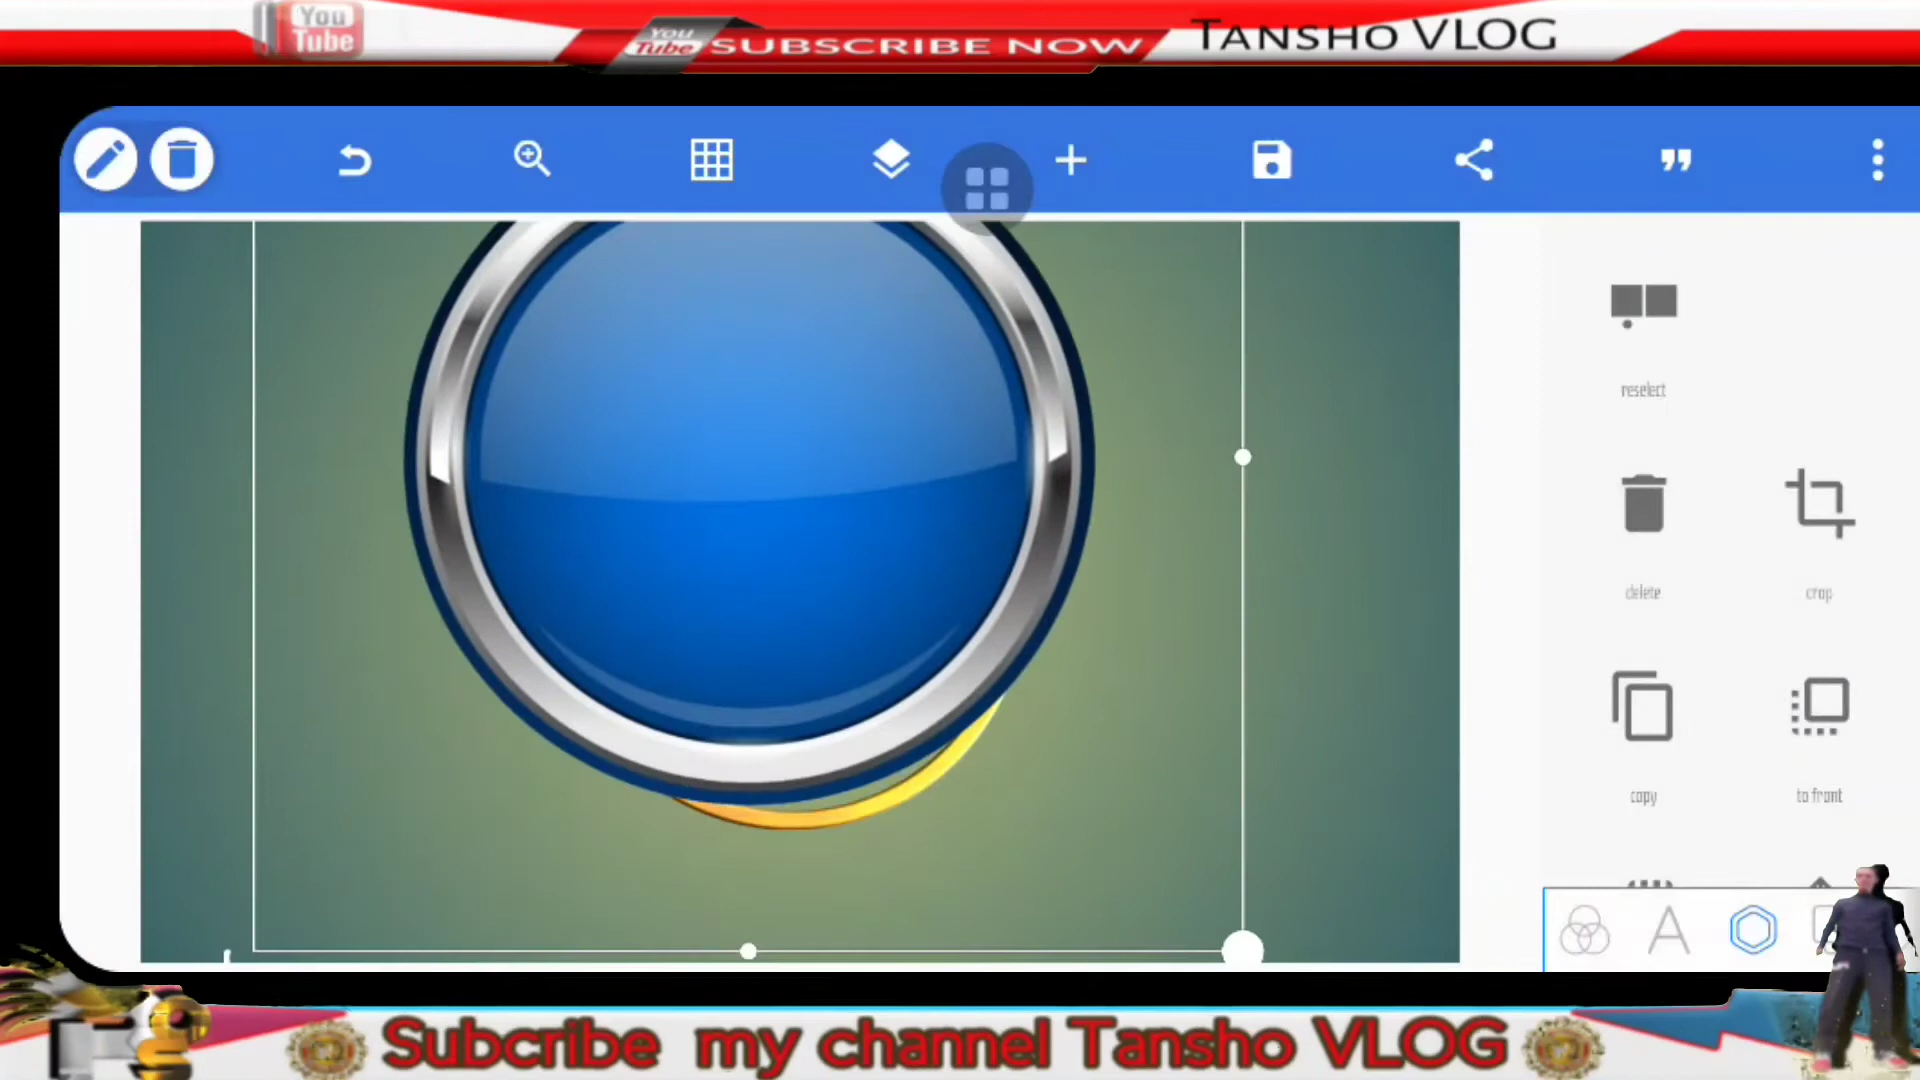 You Tube
You Tube SUBSCRIBE NOW
TANSHO VLOG
reselect
delete
crop
copy
to front
Subcribe my channel Tansho VLOG